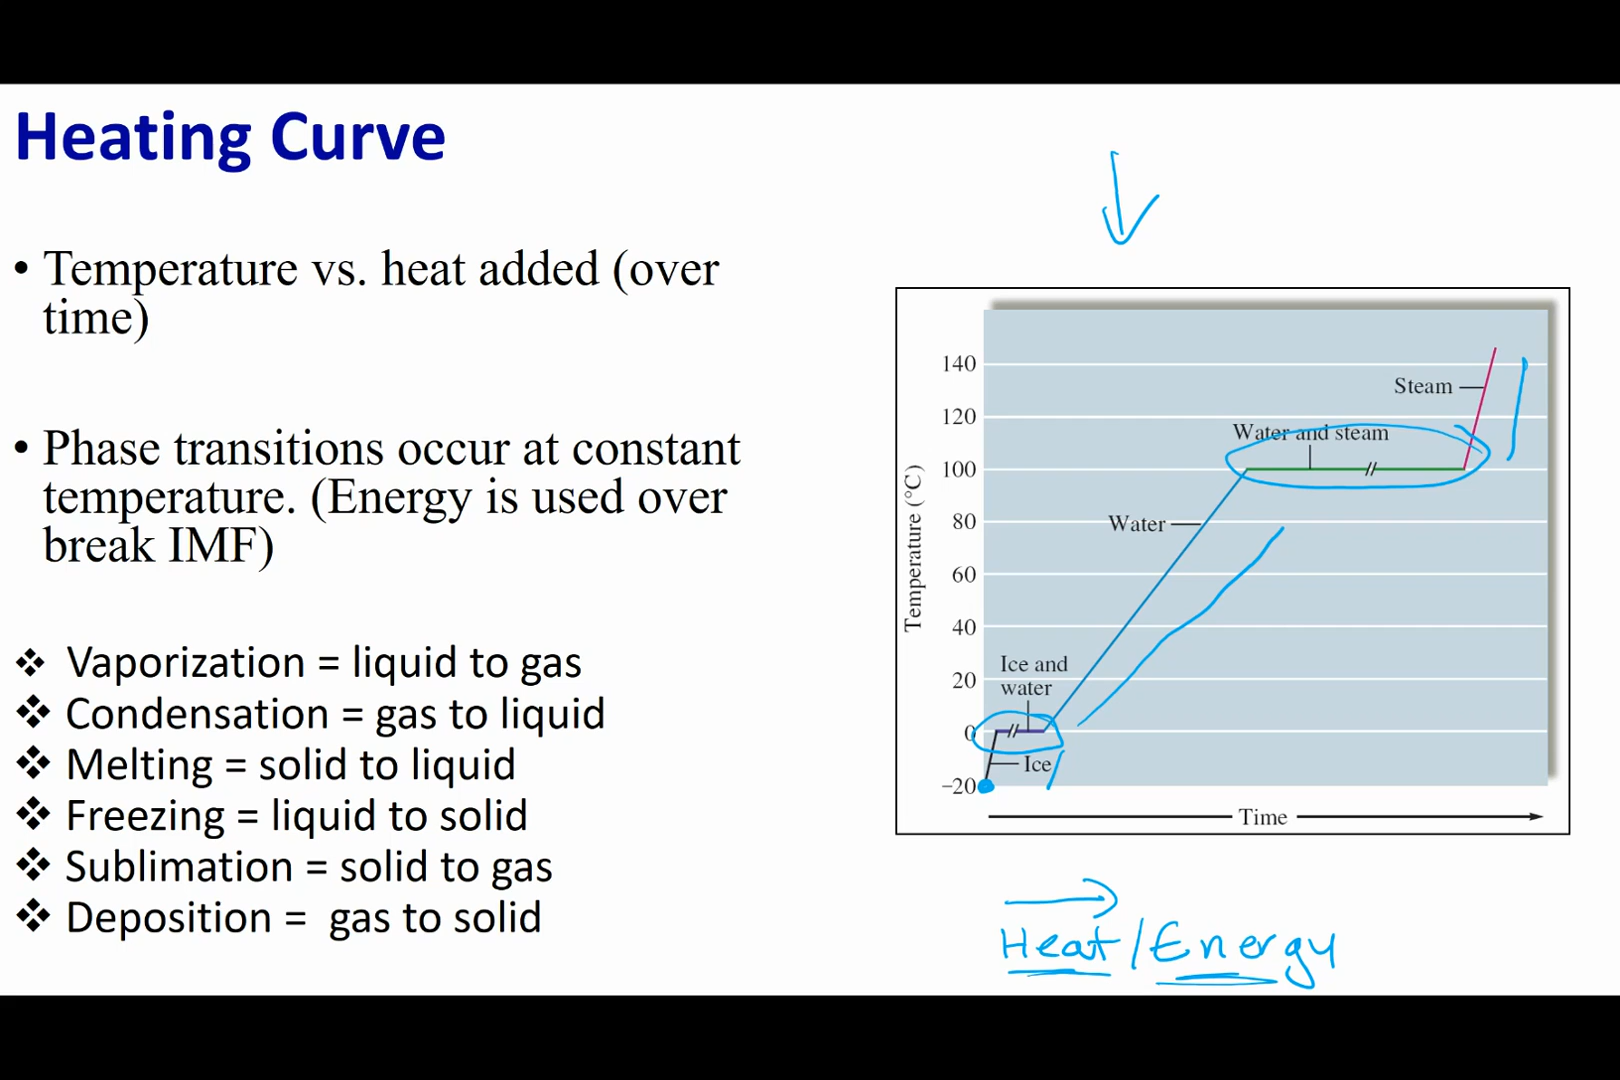 Heating Curve
• Temperature vs. heat added (over
time)
• Phase transitions occur at constant
temperature. (Energy is used over
break IMF)
❖ Vaporization = liquid to gas
❖ Condensation = gas to liquid
❖ Melting = solid to liquid
❖ Freezing = liquid to solid
❖ Sublimation = solid to gas
❖ Deposition = gas to solid
Temperature (°C)
140
120
100
80
60
40
20
0
−20
Steam
Water and steam
Water
Ice and
water
Ice
Time
Heat/Energy